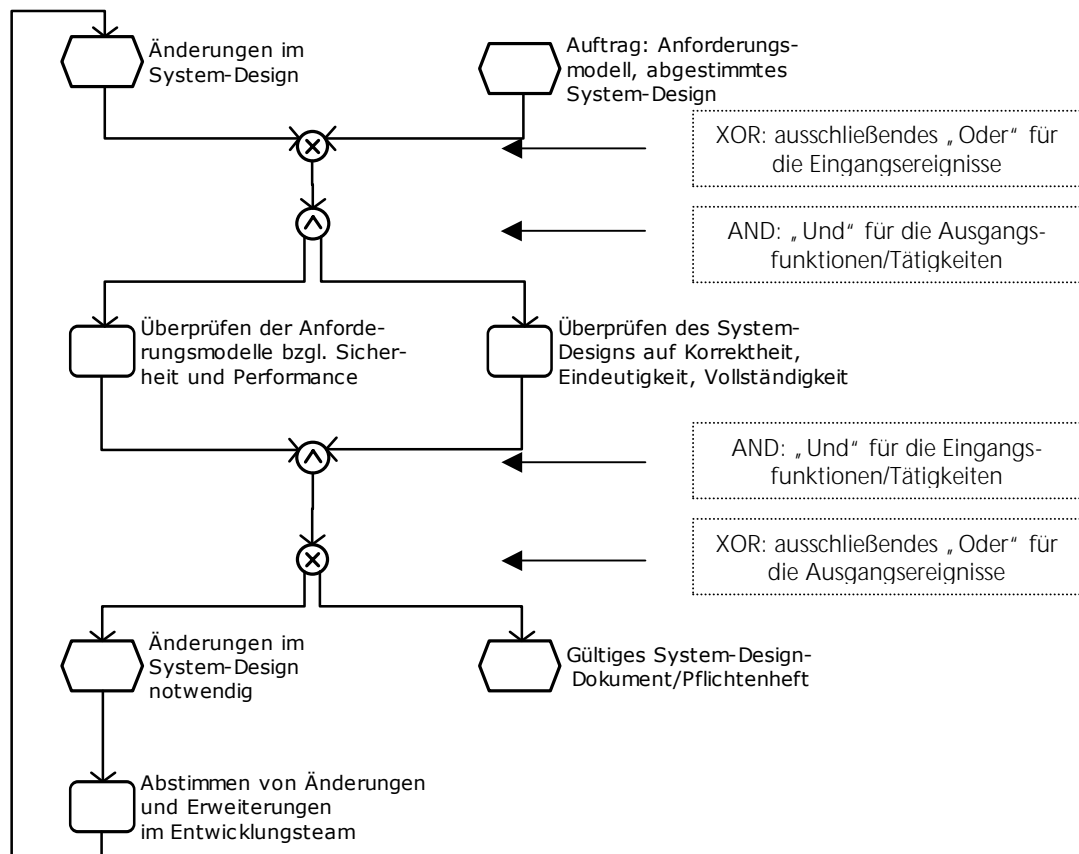 Änderungen im
System-Design
Auftrag: Anforderungs-
modell, abgestimmtes
System-Design
XOR: ausschließendes „Oder“ für
die Eingangsereignisse
AND: „Und“ für die Ausgangs-
funktionen/Tätigkeiten
Überprüfen der Anforde-
rungsmodelle bzgl. Sicher-
heit und Performance
Überprüfen des System-
Designs auf Korrektheit,
Eindeutigkeit, Vollständigkeit
AND: „Und“ für die Eingangs-
funktionen/Tätigkeiten
XOR: ausschließendes „Oder“ für
die Ausgangsereignisse
Änderungen im
System-Design
notwendig
Gültiges System-Design-
Dokument/Pflichtenheft
Abstimmen von Änderungen
und Erweiterungen
im Entwicklungsteam